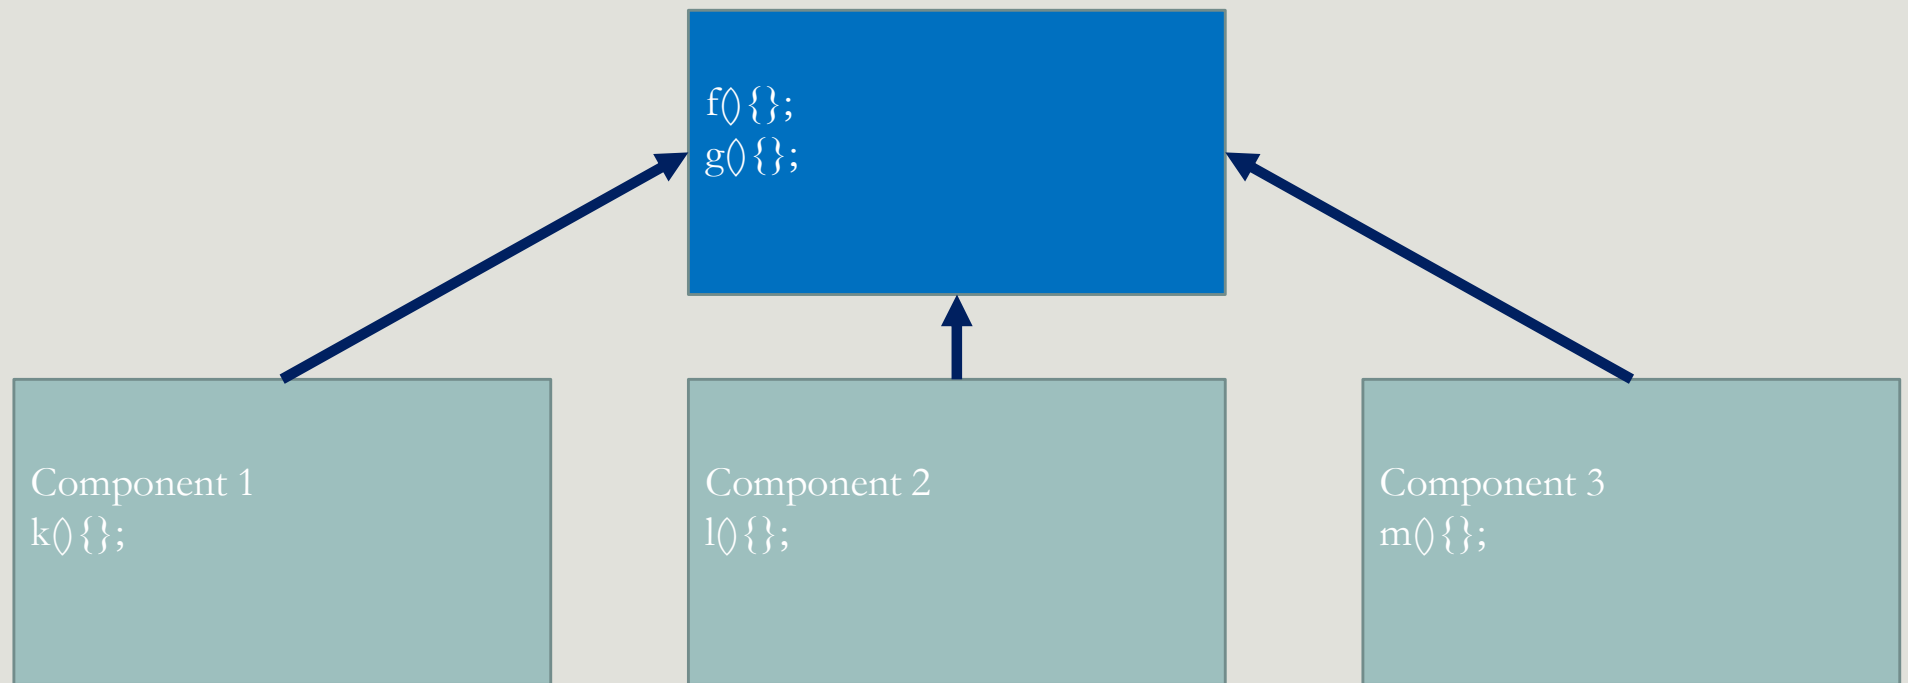 f(){};
g(){};
Component 1
k(){};
Component 2
l(){};
Component 3
m(){};